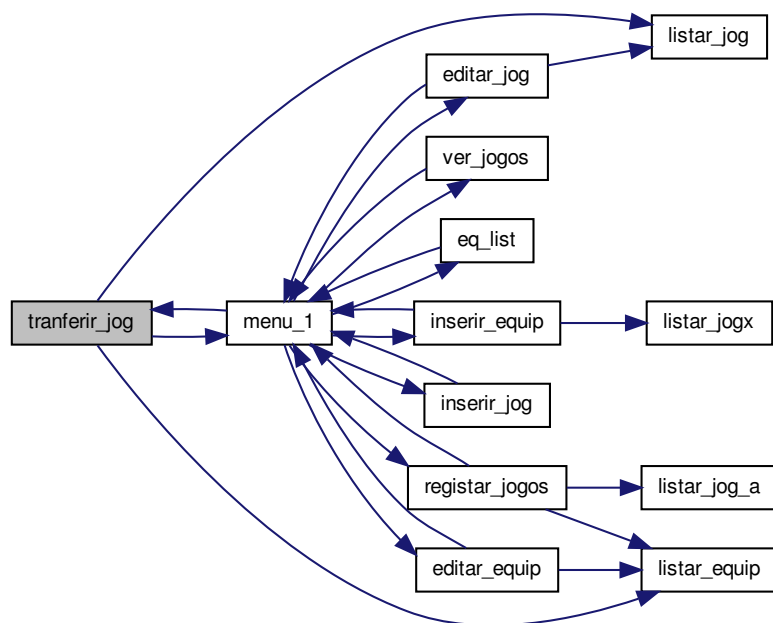 listar_jog
editar_jog
ver_jogos
eq_list
tranferir_jog
menu_1
inserir_equip
listar_jogx
inserir_jog
registar_jogos
listar_jog_a
editar_equip
listar_equip